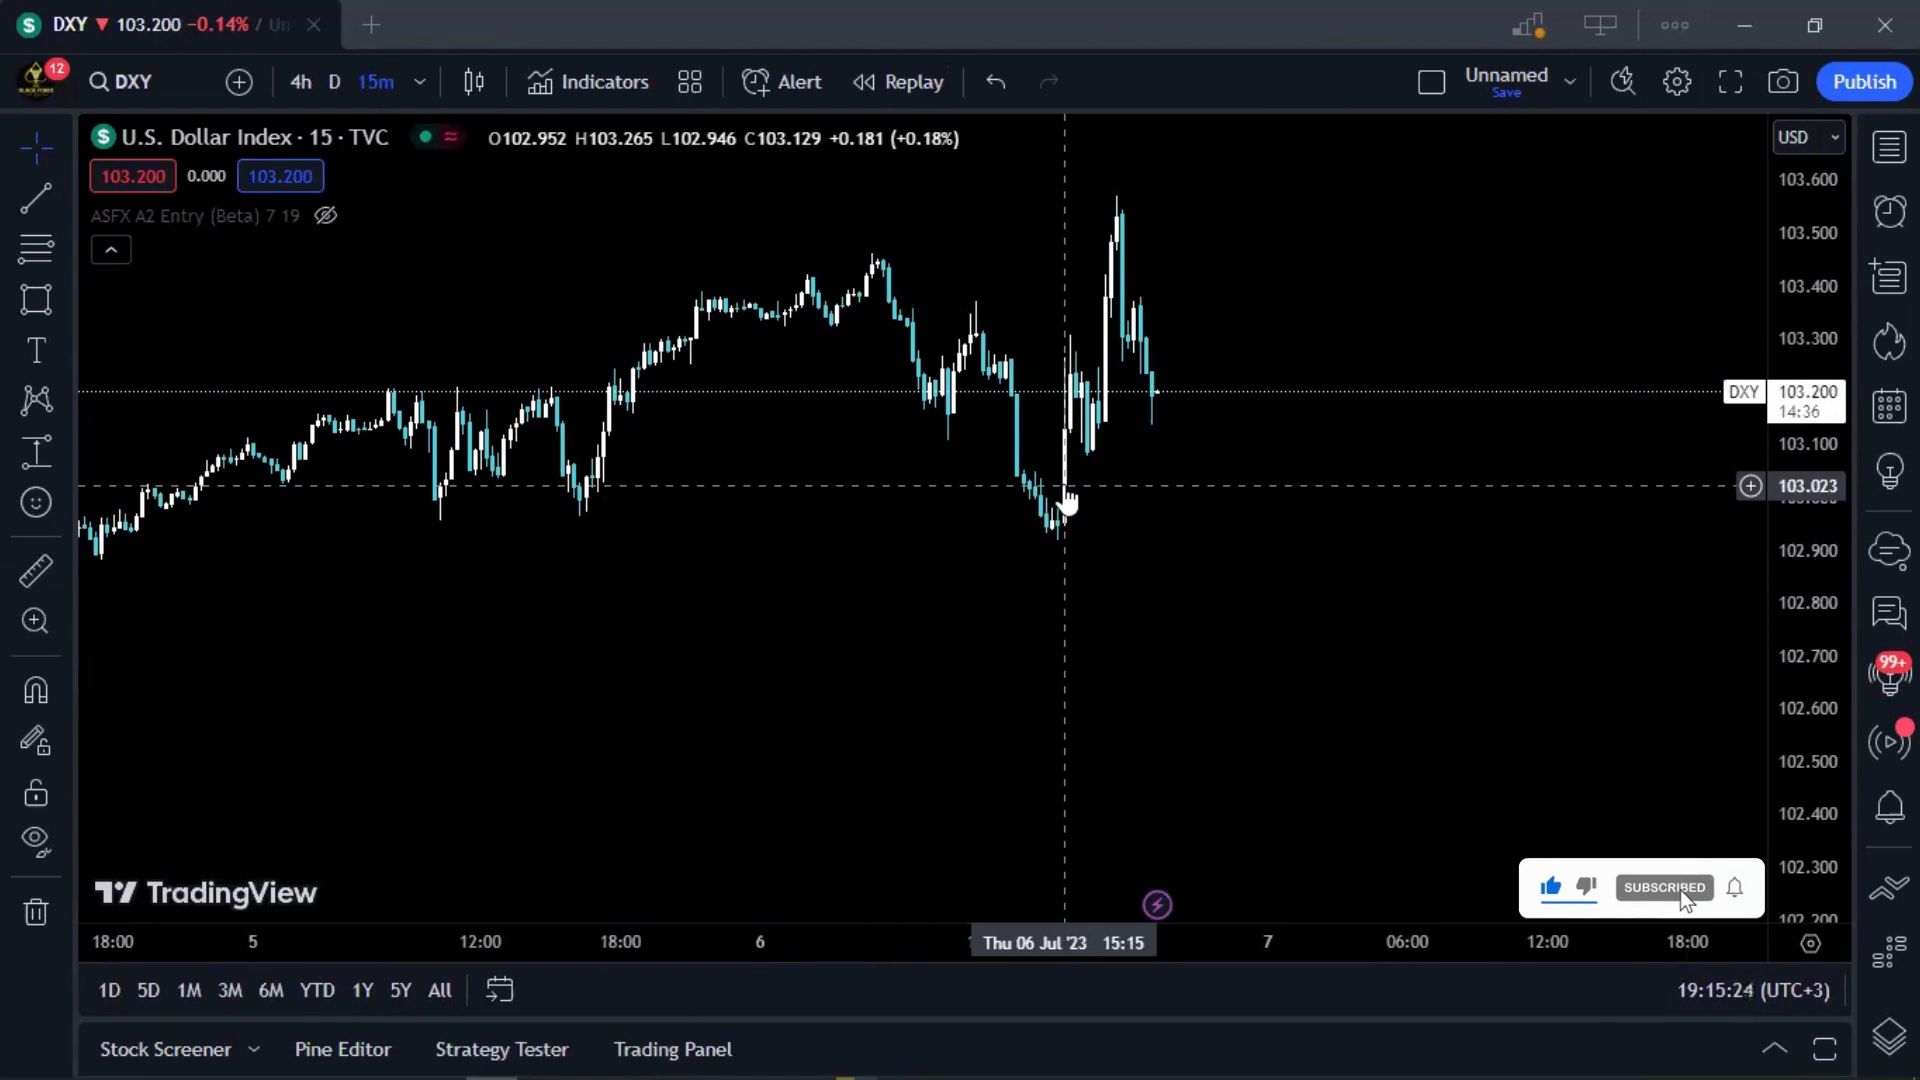 DXY ▼ 103.200 −0.14% / Un
12
DXY 4h D 15m Indicators Alert Replay Unnamed Publish
Save
U.S. Dollar Index · 15 · TVC O102.952 H103.265 L102.946 C103.129 +0.181 (+0.18%) USD
103.200 0.000 103.200
ASFX A2 Entry (Beta) 7 19
103.600
103.500
103.400
103.300
DXY 103.200
14:36
103.100
103.023
102.900
102.800
102.700
99+
102.600
102.500
102.400
102.300
SUBSCRIBED
TradingView
102.200
18:00 5 12:00 18:00 6 Thu 06 Jul '23 15:15 7 06:00 12:00 18:00
1D 5D 1M 3M 6M YTD 1Y 5Y All 19:15:24 (UTC+3)
Stock Screener Pine Editor Strategy Tester Trading Panel